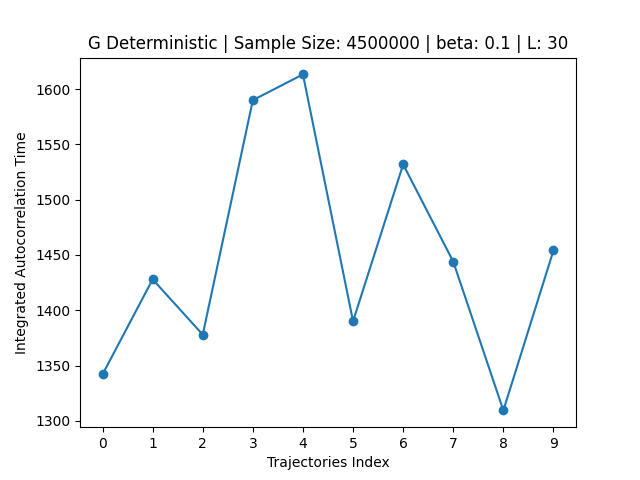 G Deterministic | Sample Size: 4500000 | beta: 0.1 | L: 30
Integrated Autocorrelation Time
1600
1550
1500
1450
1400
1350
1300
0 1 2 3 4 5 6 7 8 9
Trajectories Index